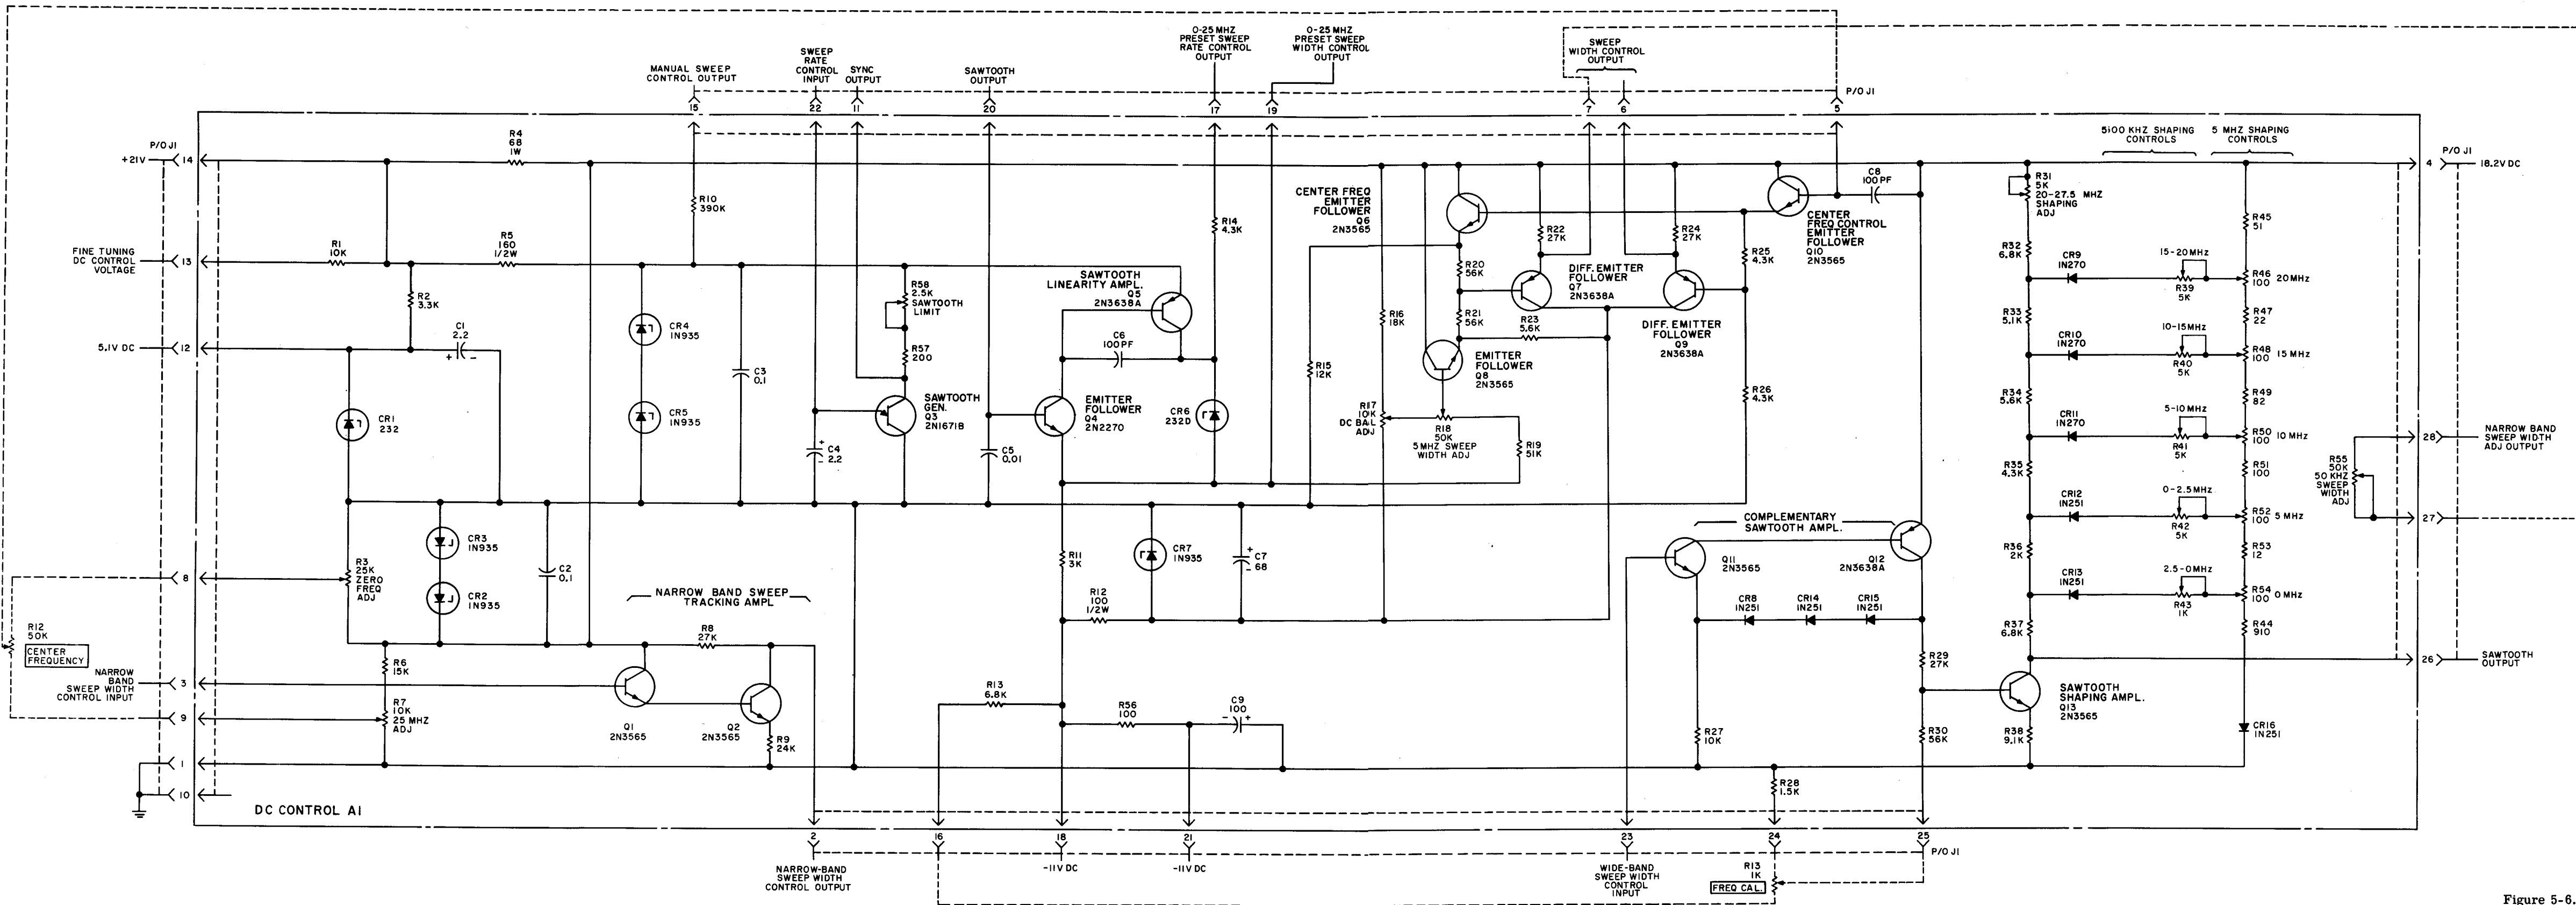 0-25 MHZ
PRESET SWEEP
RATE CONTROL
OUTPUT
0-25 MHZ
PRESET SWEEP
WIDTH CONTROL
OUTPUT
SWEEP
WIDTH CONTROL
OUTPUT
SWEEP
RATE
CONTROL
INPUT
SYNC
OUTPUT
MANUAL SWEEP
CONTROL OUTPUT
SAWTOOTH
OUTPUT
15
22
11
20
17
19
7
6
5
P/O J1
P/O J1
+21V
14
R4
68
1W
5100 KHZ SHAPING
CONTROLS
5 MHZ SHAPING
CONTROLS
4
P/O J1
18.2V DC
FINE TUNING
DC CONTROL
VOLTAGE
13
R1
10K
R5
160
1/2W
R2
3.3K
C1
2.2
+
-
5.1V DC
12
CR1
232
R10
390K
CR4
1N935
CR5
1N935
C3
0.1
R58
2.5K
SAWTOOTH
LIMIT
R57
200
SAWTOOTH
GEN.
Q3
2N1671B
+
C4
- 2.2
C5
0.01
EMITTER
FOLLOWER
Q4
2N2270
SAWTOOTH
LINEARITY AMPL.
Q5
2N3638A
C6
100PF
R14
4.3K
CR6
232D
CENTER FREQ
EMITTER
FOLLOWER
Q6
2N3565
R15
12K
R16
18K
R17
10K
DC BAL
ADJ
R18
50K
5MHZ SWEEP
WIDTH ADJ
R19
51K
R20
56K
R21
56K
EMITTER
FOLLOWER
Q8
2N3565
R22
27K
DIFF. EMITTER
FOLLOWER
Q7
2N3638A
R23
5.6K
R24
27K
DIFF. EMITTER
FOLLOWER
Q9
2N3638A
R25
4.3K
R26
4.3K
CENTER
FREQ CONTROL
EMITTER
FOLLOWER
Q10
2N3565
C8
100PF
R31
5K
20-27.5 MHZ
SHAPING
ADJ
R32
6.8K
R33
5.1K
R34
5.6K
R35
4.3K
R36
2K
R37
6.8K
CR9
1N270
CR10
1N270
CR11
1N270
CR12
1N251
CR13
1N251
15-20MHz
R39
5K
10-15MHz
R40
5K
5-10MHz
R41
5K
0-2.5MHz
R42
5K
2.5-0MHz
R43
1K
R45
51
R46
100
20MHz
R47
22
R48
100
15 MHz
R49
82
R50
100
10 MHz
R51
100
R52
100
5 MHz
R53
12
R54
100
0 MHz
R44
910
CR16
1N251
R55
50K
50 KHZ
SWEEP
WIDTH
ADJ
28
NARROW BAND
SWEEP WIDTH
ADJ OUTPUT
27
26
SAWTOOTH
OUTPUT
8
R3
25K
ZERO
FREQ
ADJ
CR3
1N935
CR2
1N935
C2
0.1
R12
50K
CENTER
FREQUENCY
NARROW
BAND
SWEEP WIDTH
CONTROL INPUT
3
9
1
10
R6
15K
R7
10K
25 MHZ
ADJ
NARROW BAND SWEEP
TRACKING AMPL
R8
27K
Q1
2N3565
Q2
2N3565
R9
24K
R11
3K
R12
100
1/2W
CR7
1N935
+
C7
- 68
R13
6.8K
R56
100
C9
100
-
+
COMPLEMENTARY
SAWTOOTH AMPL.
Q11
2N3565
Q12
2N3638A
CR8
1N251
CR14
1N251
CR15
1N251
R27
10K
R28
1.5K
R29
27K
R30
56K
SAWTOOTH
SHAPING AMPL.
Q13
2N3565
R38
9.1K
DC CONTROL A1
2
16
18
21
23
24
25
P/O J1
NARROW-BAND
SWEEP WIDTH
CONTROL OUTPUT
-11V DC
-11V DC
WIDE-BAND
SWEEP WIDTH
CONTROL
INPUT
R13
1K
FREQ CAL.
Figure 5-6.